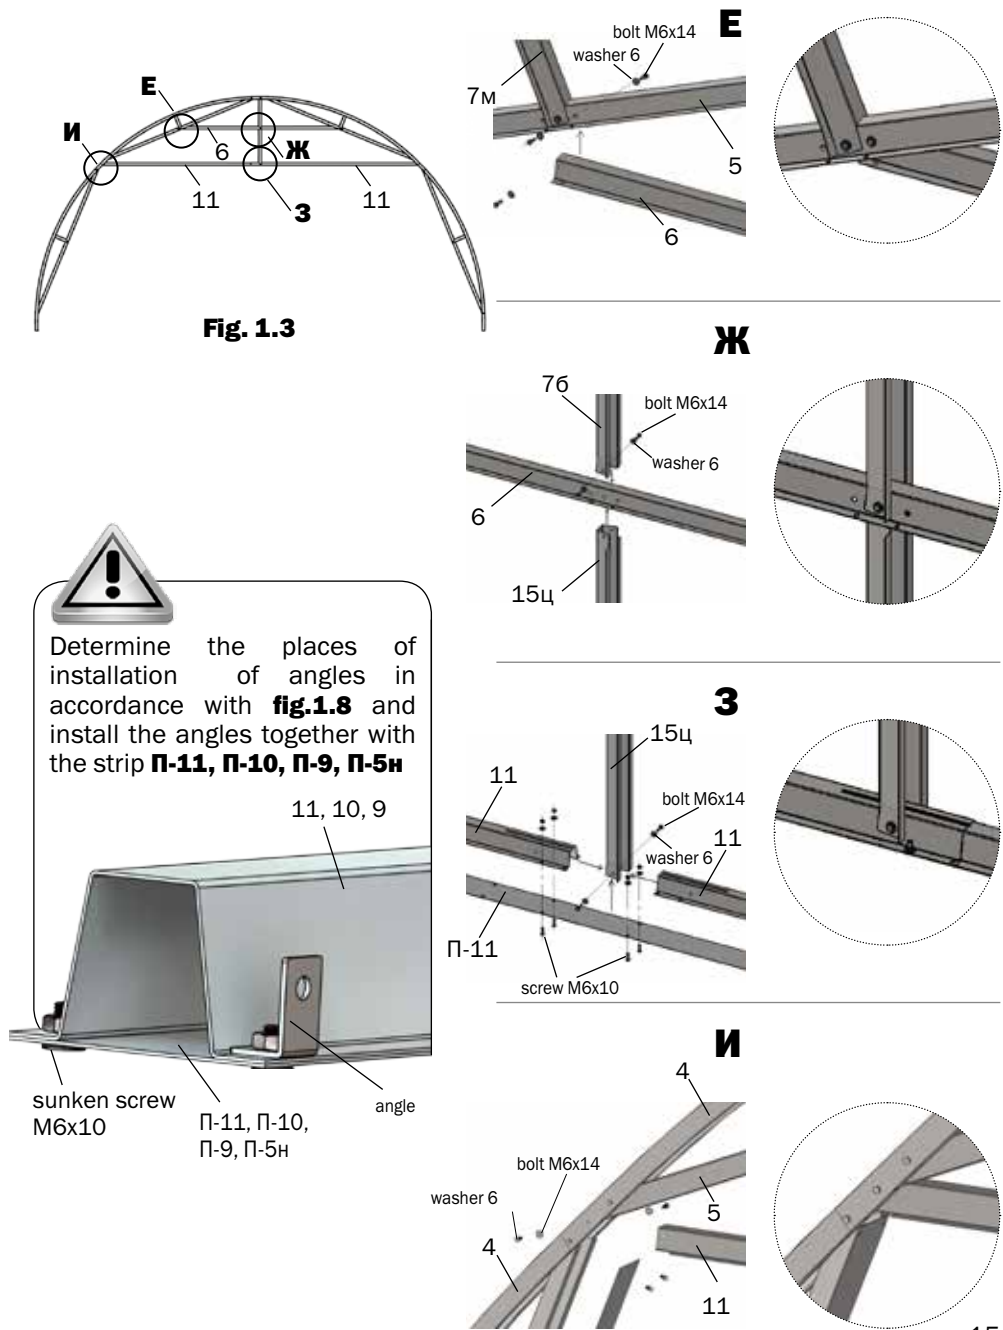 Е
И
6
Ж
11
З
11
Fig. 1.3
Determine the places of
installation of angles in
accordance with fig.1.8 and
install the angles together with
the strip П-11, П-10, П-9, П-5н
11, 10, 9
sunken screw
M6x10
П-11, П-10,
П-9, П-5н
angle
Е
bolt M6x14
washer 6
7м
5
6
Ж
7б
bolt M6x14
washer 6
6
15ц
З
15ц
11
bolt M6x14
washer 6
11
П-11
screw M6x10
И
4
bolt M6x14
washer 6
5
4
11